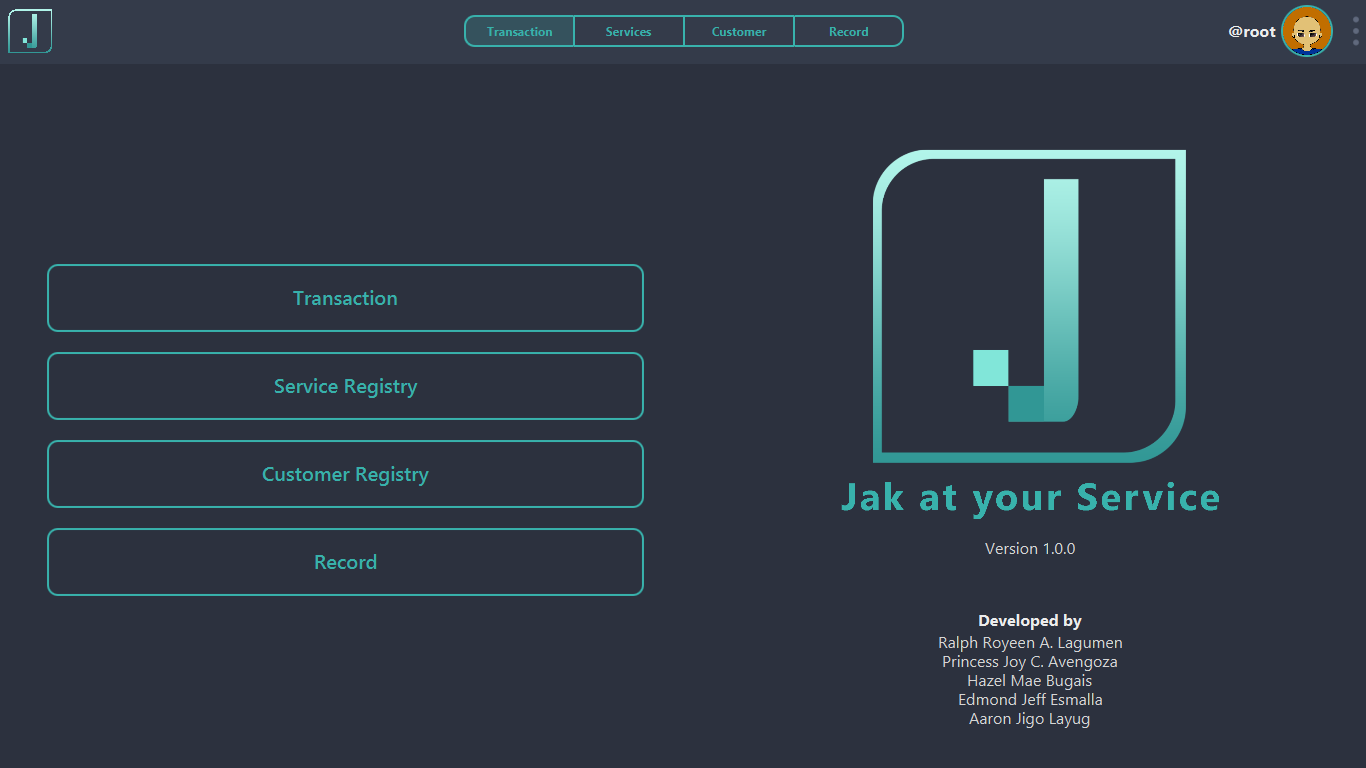 Transaction
Services
Customer
Record
@root
Transaction
Service Registry
Customer Registry
Record
J
Jak at your Service
Version 1.0.0
Developed by
Ralph Royeen A. Lagumen
Princess Joy C. Avengoza
Hazel Mae Bugais
Edmond Jeff Esmalla
Aaron Jigo Layug